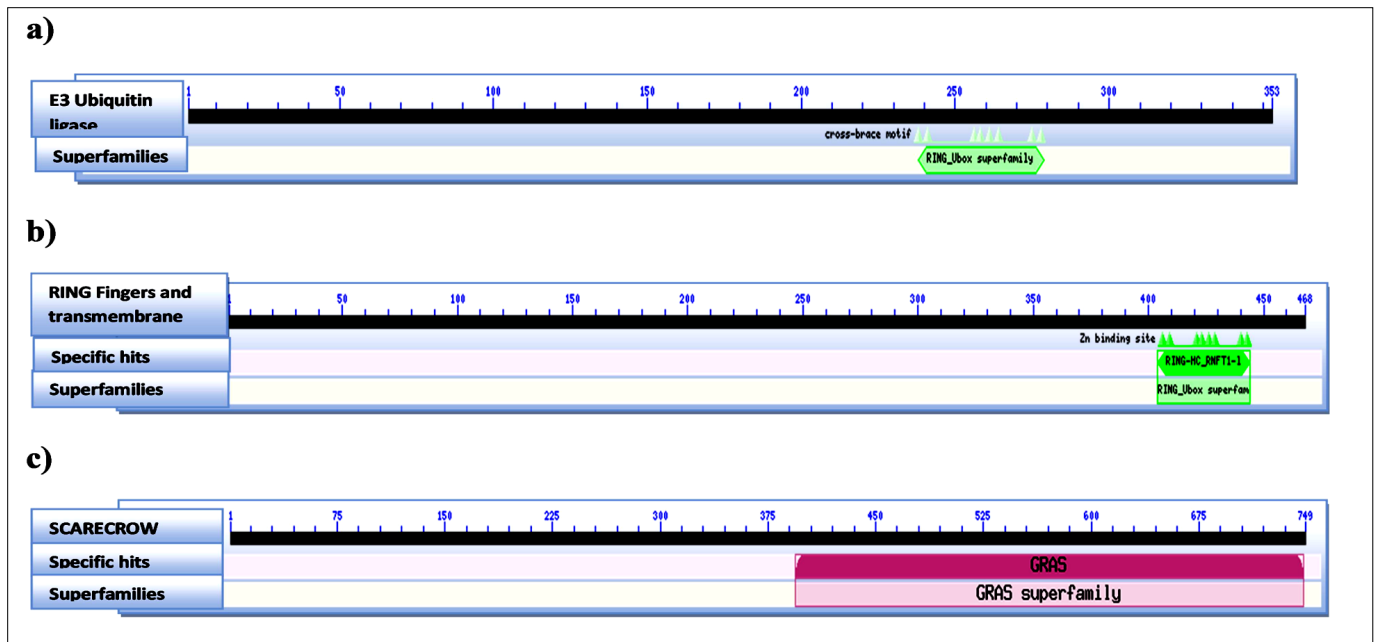 a)
1 50 100 150 200 250 300 353
E3 Ubiquitin
ligase
cross-brace motif
Superfamilies
RING_Ubox superfamily
b)
1 50 100 150 200 250 300 350 400 450 468
RING Fingers and
transmembrane
Zn binding site
Specific hits
RING-HC_RNFT1-l
Superfamilies
RING_Ubox superfam
c)
1 75 150 225 300 375 450 525 600 675 749
SCARECROW
Specific hits
GRAS
Superfamilies
GRAS superfamily